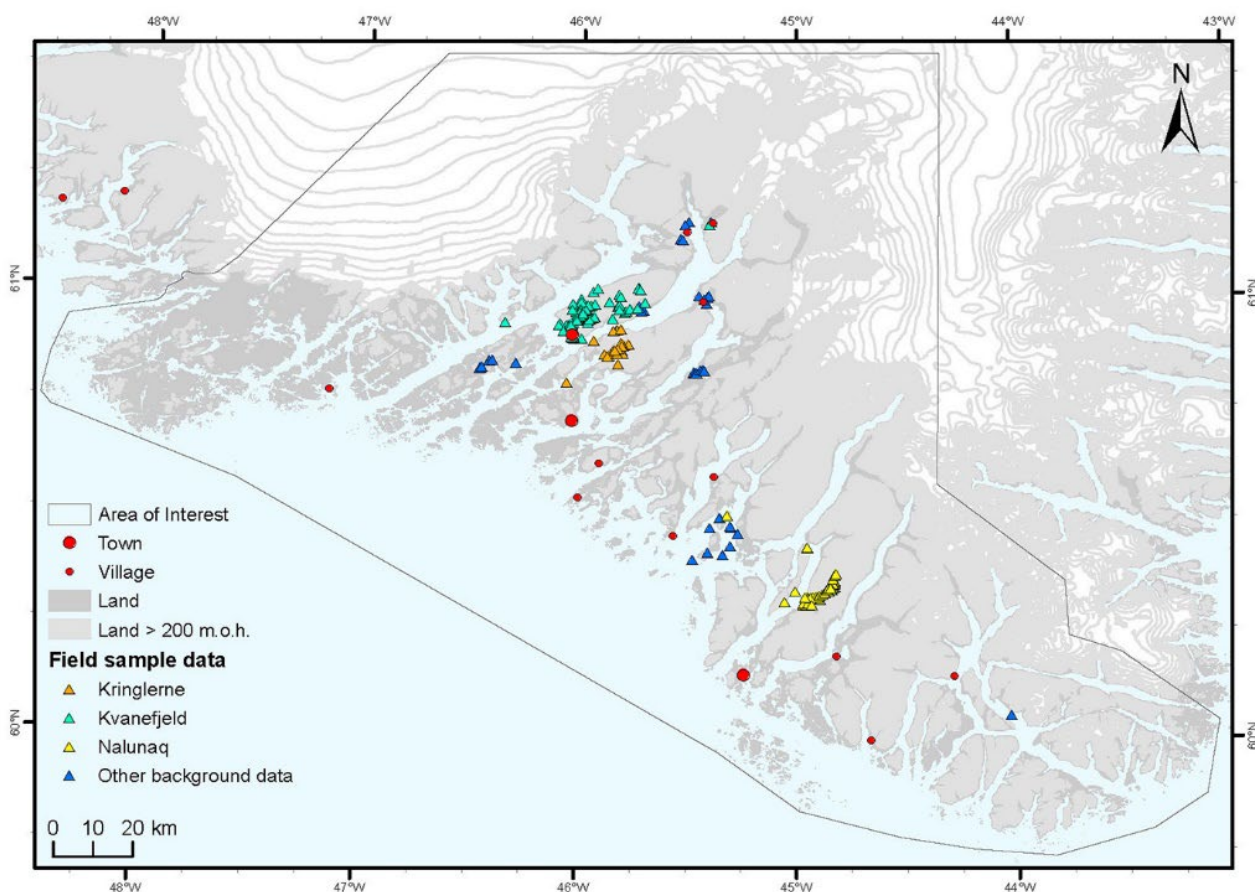 48°W 47°W 46°W 45°W 44°W 43°W
N
61°N 61°N
Area of Interest
Town
Village
Land
Land > 200 m.o.h.
Field sample data
Kringlerne
Kvanefjeld
Nalunaq
Other background data
60°N 60°N
0 10 20 km
48°W 47°W 46°W 45°W 44°W